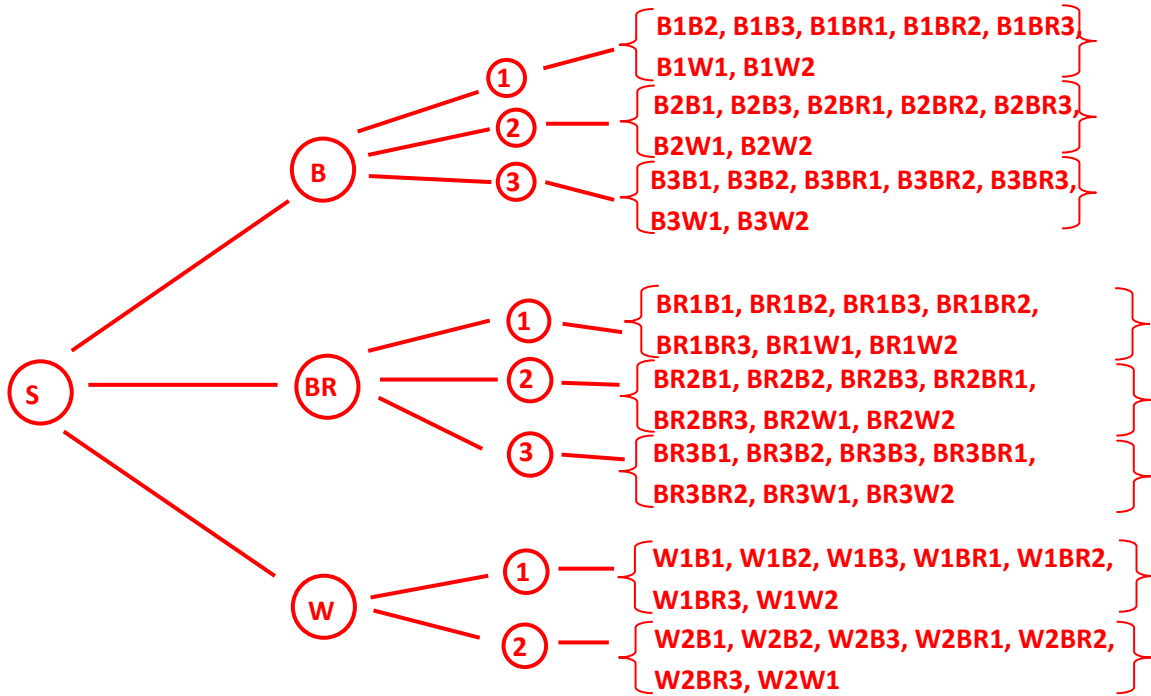 B1B2, B1B3, B1BR1, B1BR2, B1BR3,
B1W1, B1W2
1
B2B1, B2B3, B2BR1, B2BR2, B2BR3,
B2W1, B2W2
2
B
3
B3B1, B3B2, B3BR1, B3BR2, B3BR3,
B3W1, B3W2
BR1B1, BR1B2, BR1B3, BR1BR2,
BR1BR3, BR1W1, BR1W2
1
S
BR
2
BR2B1, BR2B2, BR2B3, BR2BR1,
BR2BR3, BR2W1, BR2W2
3
BR3B1, BR3B2, BR3B3, BR3BR1,
BR3BR2, BR3W1, BR3W2
1
W1B1, W1B2, W1B3, W1BR1, W1BR2,
W1BR3, W1W2
W
2
W2B1, W2B2, W2B3, W2BR1, W2BR2,
W2BR3, W2W1